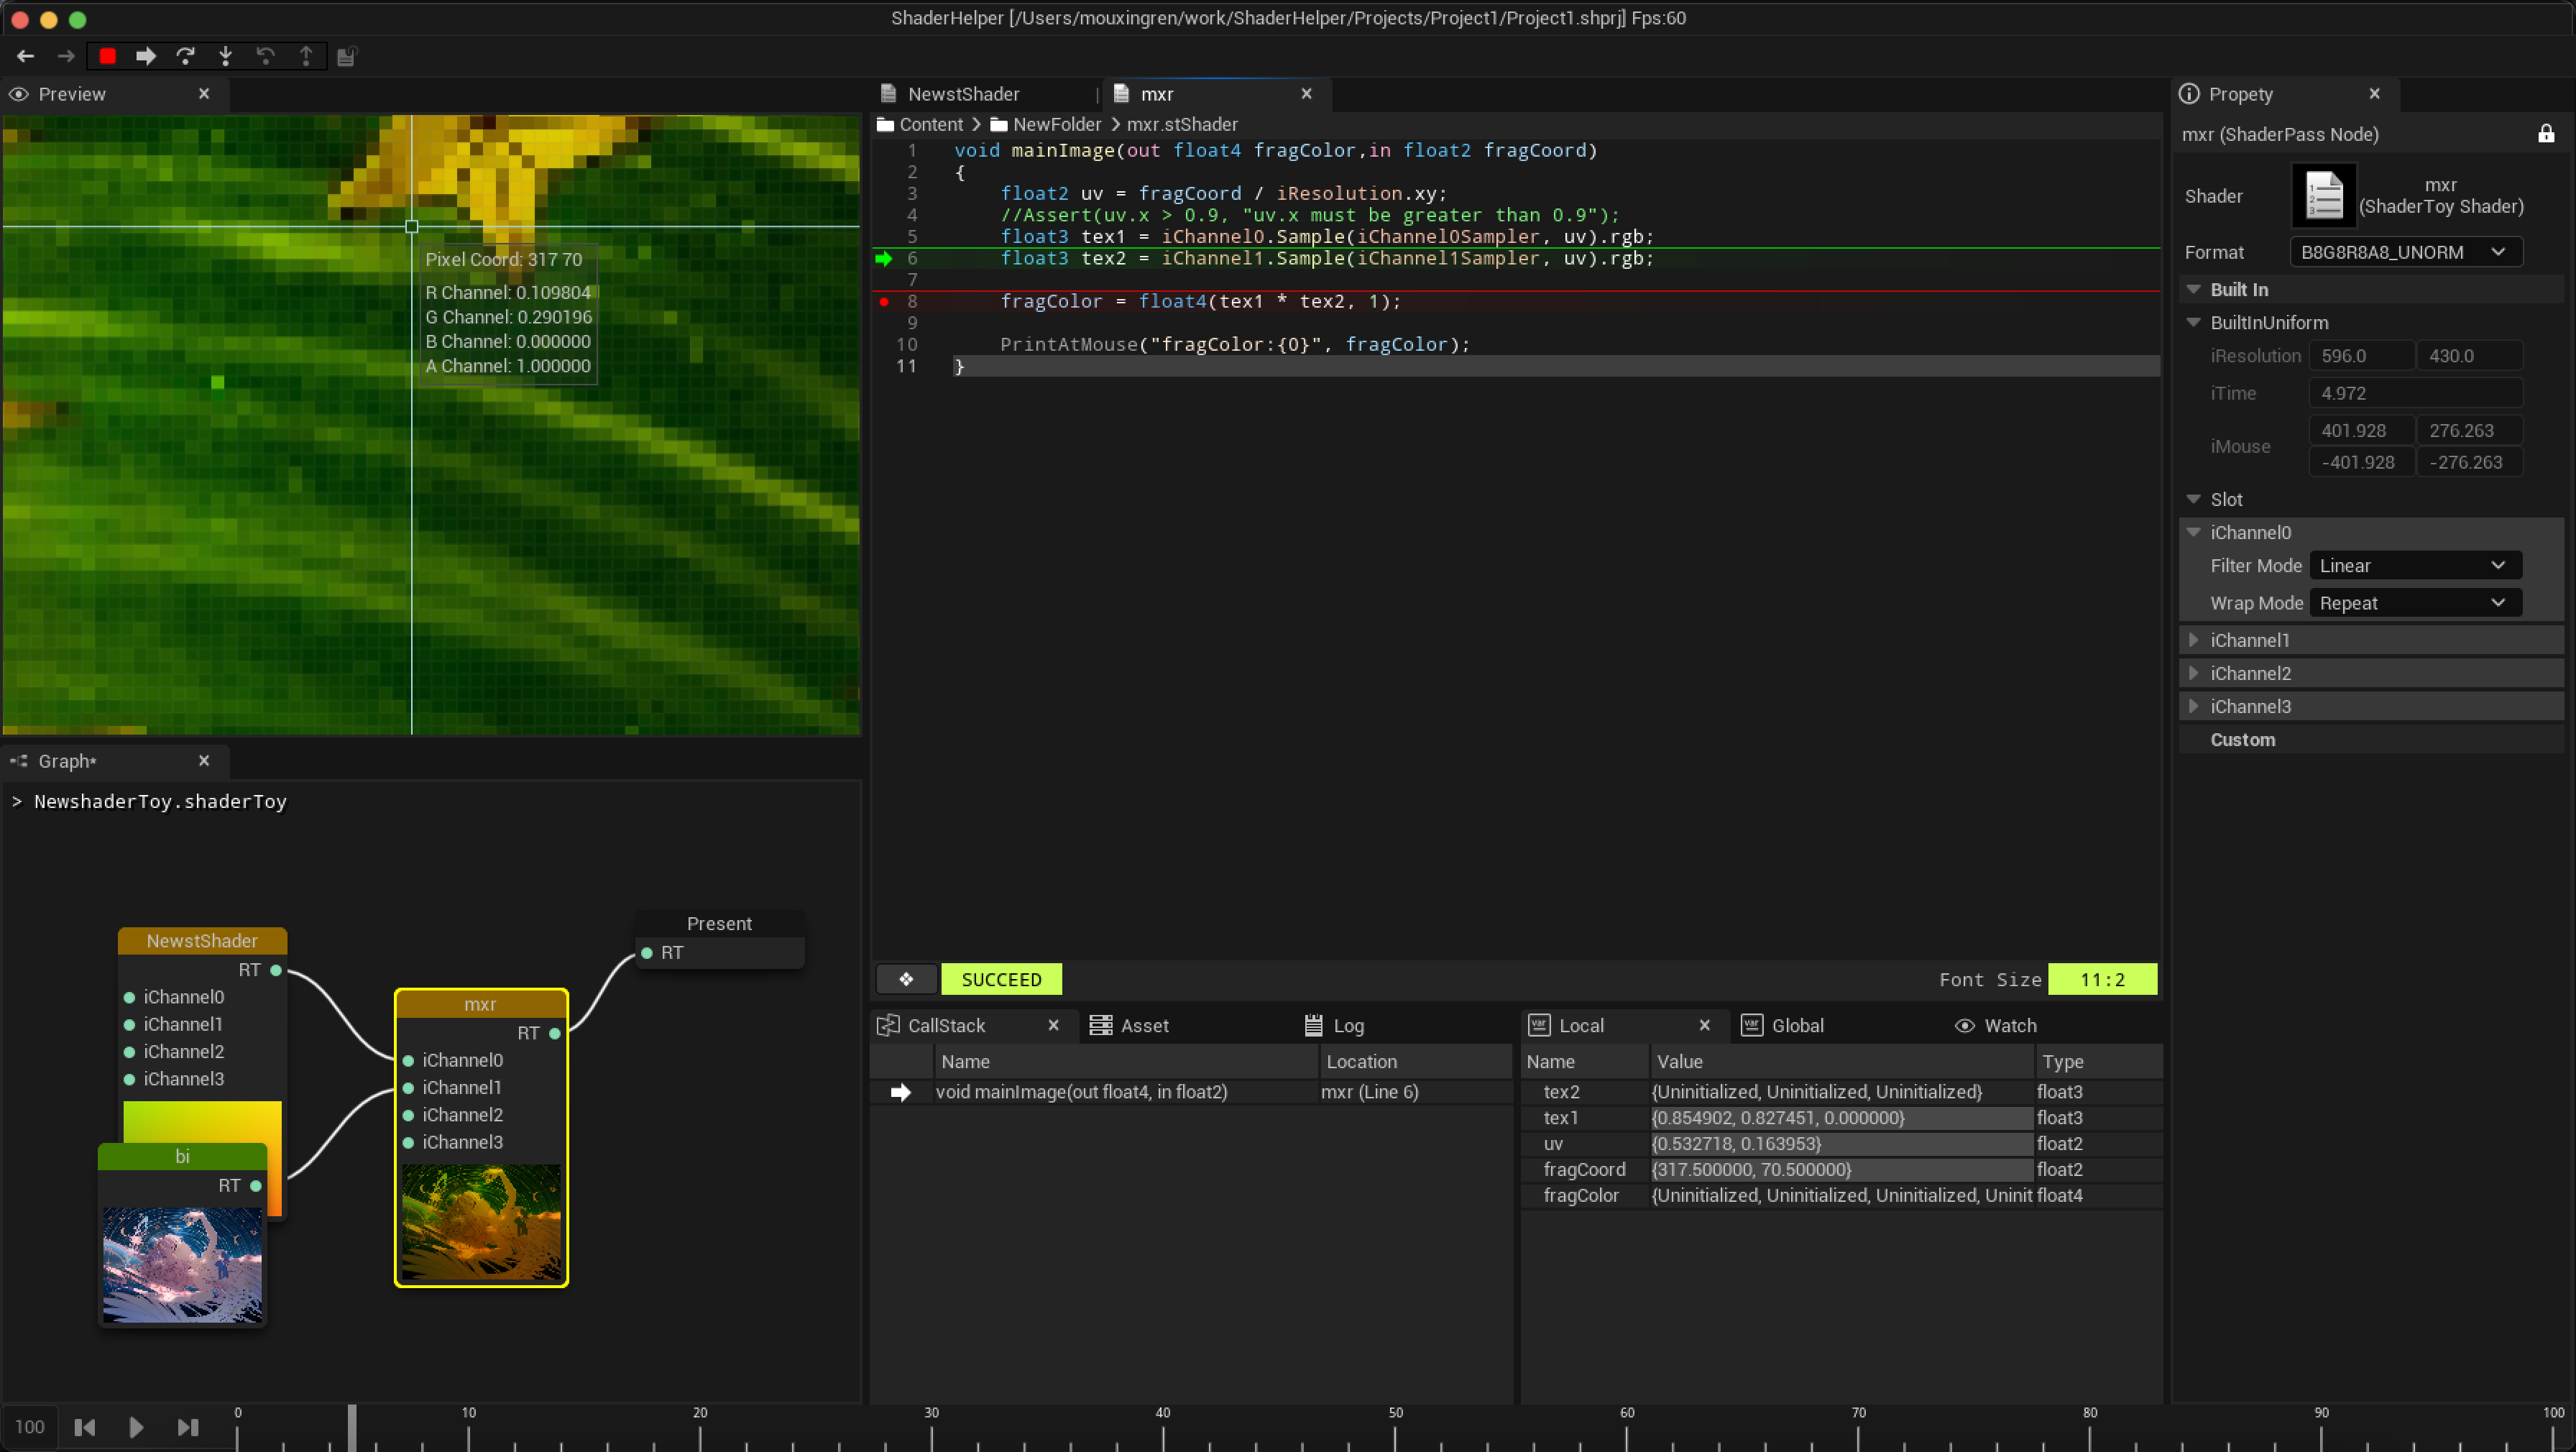 ShaderHelper [/Users/mouxingren/work/ShaderHelper/Projects/Project1/Project1.shprj] Fps:60
Preview
Pixel Coord: 317 70
R Channel: 0.109804
G Channel: 0.290196
B Channel: 0.000000
A Channel: 1.000000
Graph*
> NewshaderToy.shaderToy
NewstShader
RT
iChannel0
iChannel1
iChannel2
iChannel3
bi
RT
mxr
RT
iChannel0
iChannel1
iChannel2
iChannel3
Present
RT
NewstShader
mxr
Content > NewFolder > mxr.stShader
1 void mainImage(out float4 fragColor,in float2 fragCoord)
2 {
3 float2 uv = fragCoord / iResolution.xy;
4 //Assert(uv.x > 0.9, "uv.x must be greater than 0.9");
5 float3 tex1 = iChannel0.Sample(iChannel0Sampler, uv).rgb;
6 float3 tex2 = iChannel1.Sample(iChannel1Sampler, uv).rgb;
7
8 fragColor = float4(tex1 * tex2, 1);
9
10 PrintAtMouse("fragColor:{0}", fragColor);
11 }
SUCCEED
Font Size 11:2
CallStack Asset Log
Name Location
void mainImage(out float4, in float2) mxr (Line 6)
Local Global Watch
Name Value Type
tex2 {Uninitialized, Uninitialized, Uninitialized} float3
tex1 {0.854902, 0.827451, 0.000000} float3
uv {0.532718, 0.163953} float2
fragCoord {317.500000, 70.500000} float2
fragColor {Uninitialized, Uninitialized, Uninitialized, Uninit float4
Propety
mxr (ShaderPass Node)
Shader
mxr
(ShaderToy Shader)
Format B8G8R8A8_UNORM
Built In
BuiltInUniform
iResolution 596.0 430.0
iTime 4.972
iMouse
401.928 276.263
-401.928 -276.263
Slot
iChannel0
Filter Mode Linear
Wrap Mode Repeat
iChannel1
iChannel2
iChannel3
Custom
100
0 10 20 30 40 50 60 70 80 90 100